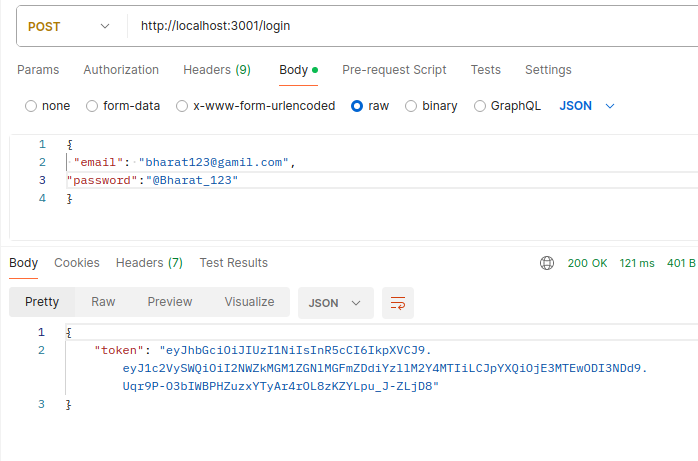 POST http://localhost:3001/login
Params Authorization Headers (9) Body Pre-request Script Tests Settings
none form-data x-www-form-urlencoded raw binary GraphQL JSON
1 {
2 "email": "bharat123@gamil.com",
3 "password":"@Bharat_123"
4 }
Body Cookies Headers (7) Test Results 200 OK 121 ms 401 B
Pretty Raw Preview Visualize JSON
1 {
2 "token": "eyJhbGciOiJIUzI1NiIsInR5cCI6IkpXVCJ9.
eyJ1c2VySWQiOiI2NWZkMGM1ZGNlMGFmZDdiYzllM2Y4MTIiLCJpYXQiOjE3MTEwODI3NDd9.
Uqr9P-O3bIWBPHZuzxYTyAr4rOL8zKZYLpu_J-ZLjD8"
3 }